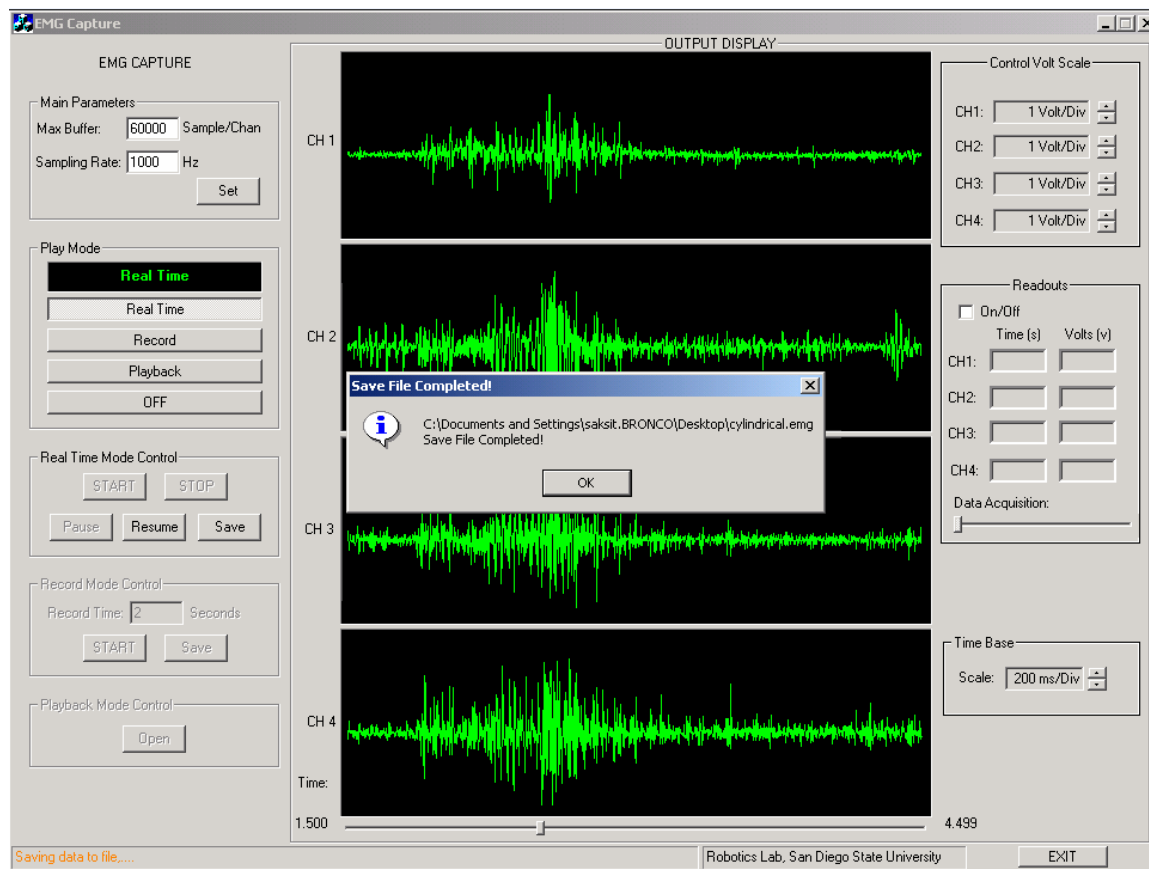 EMG Capture
EMG CAPTURE
Main Parameters
Max Buffer: 60000 Sample/Chan
Sampling Rate: 1000 Hz
Set
Play Mode
Real Time
Real Time
Record
Playback
OFF
Real Time Mode Control
START STOP
Pause Resume Save
Record Mode Control
Record Time: 2 Seconds
START Save
Playback Mode Control
Open
OUTPUT DISPLAY
CH 1
CH 2
CH 3
CH 4
Time:
1.500 4.499
Save File Completed!
C:\Documents and Settings\saksit.BRONCO\Desktop\cylindrical.emg
Save File Completed!
OK
Control Volt Scale
CH1: 1 Volt/Div
CH2: 1 Volt/Div
CH3: 1 Volt/Div
CH4: 1 Volt/Div
Readouts
On/Off
Time (s) Volts (v)
CH1:
CH2:
CH3:
CH4:
Data Acquisition:
Time Base
Scale: 200 ms/Div
Saving data to file,....
Robotics Lab, San Diego State University
EXIT